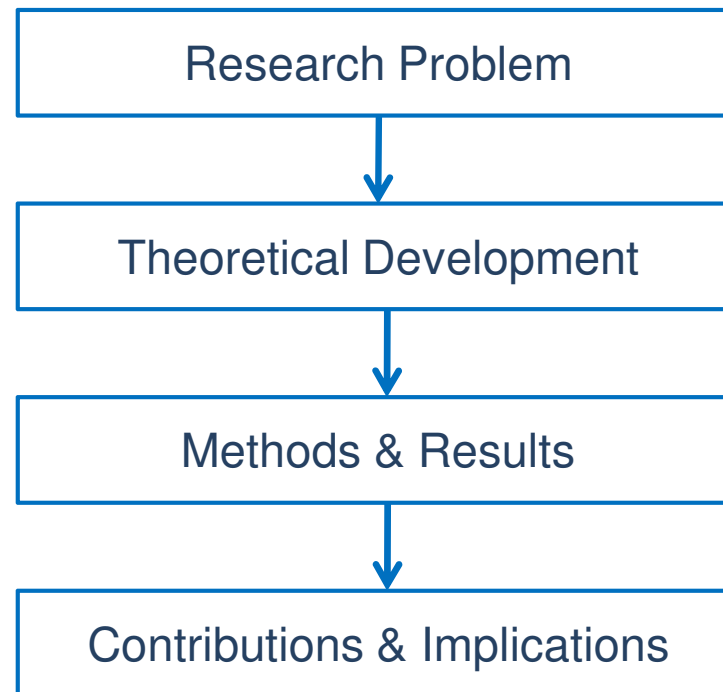 Research Problem
Theoretical Development
Methods & Results
Contributions & Implications